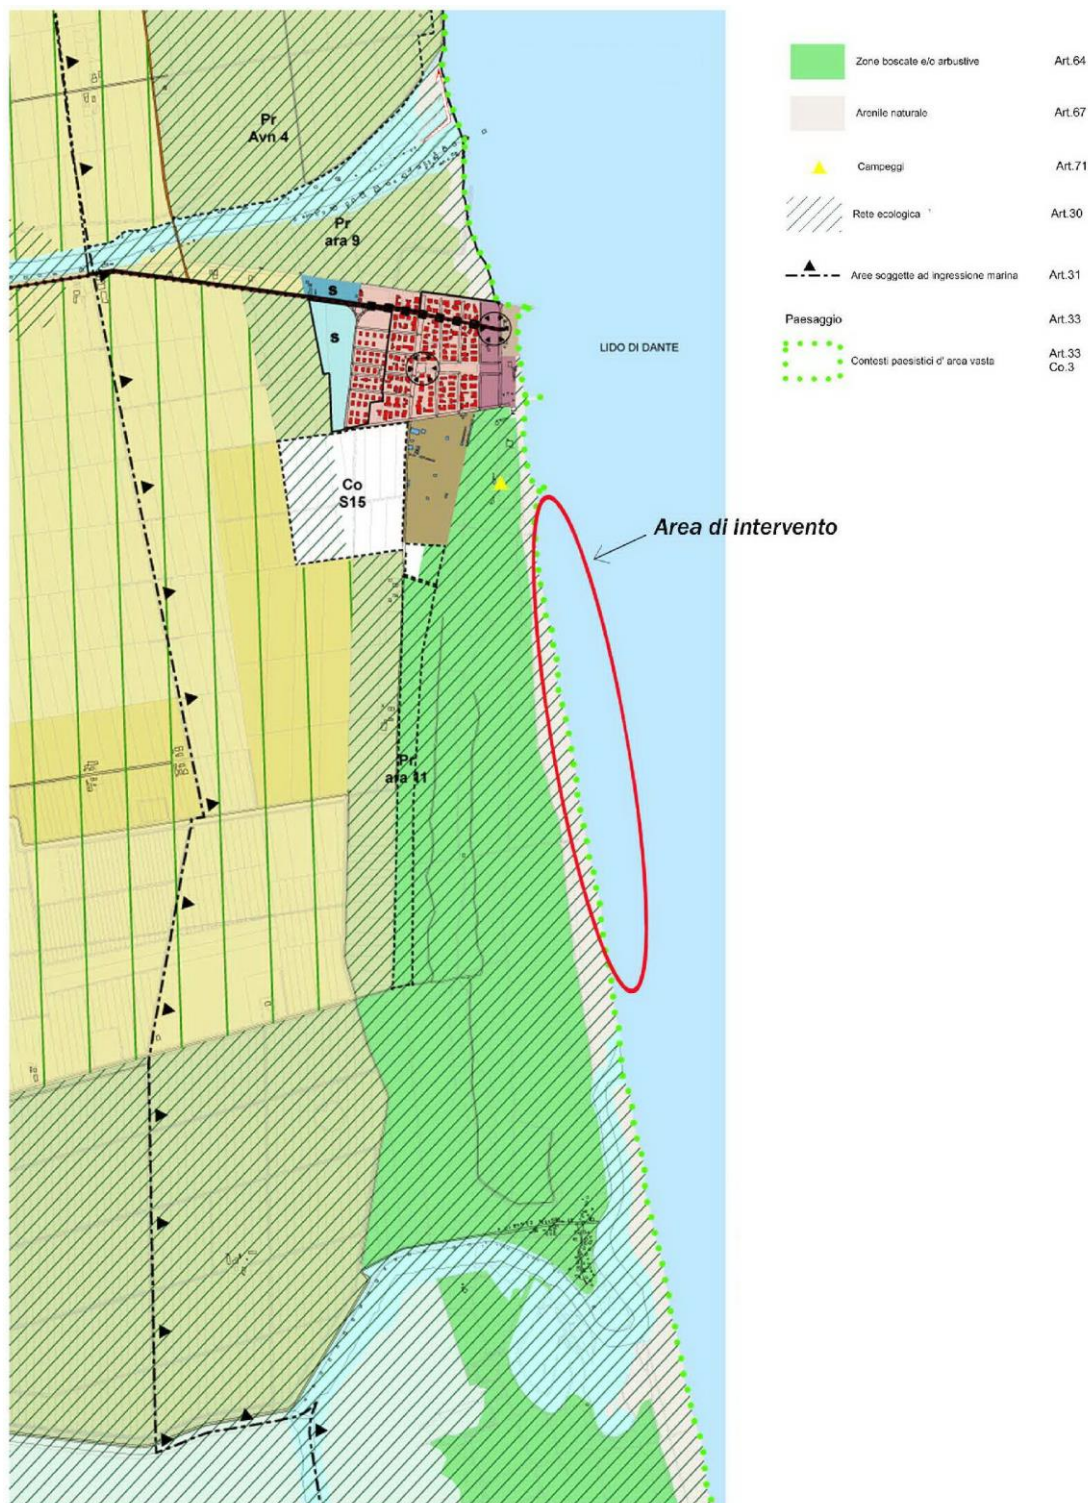 Pr
Avn 4
Pr
ara 9
s
s
LIDO DI DANTE
Co
S15
Area di intervento
Pr
ara 11
Zone boscate e/o arbustive Art.64
Arenile naturale Art.67
Campeggi Art.71
Rete ecologica Art.30
Aree soggette ad ingressione marina Art.31
Paesaggio Art.33
Contesti paesistici d' area vasta Art.33
Co.3